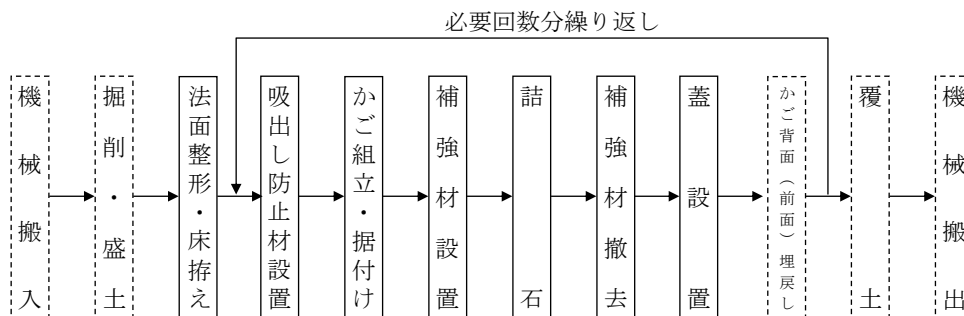 必要回数分繰り返し
機械搬入
掘削・盛土
法面整形・床拵え
吸出し防止材設置
かご組立・据付け
補強材設置
詰石
補強材撤去
蓋設置
かご背面（前面）埋戻し
覆土
機械搬出